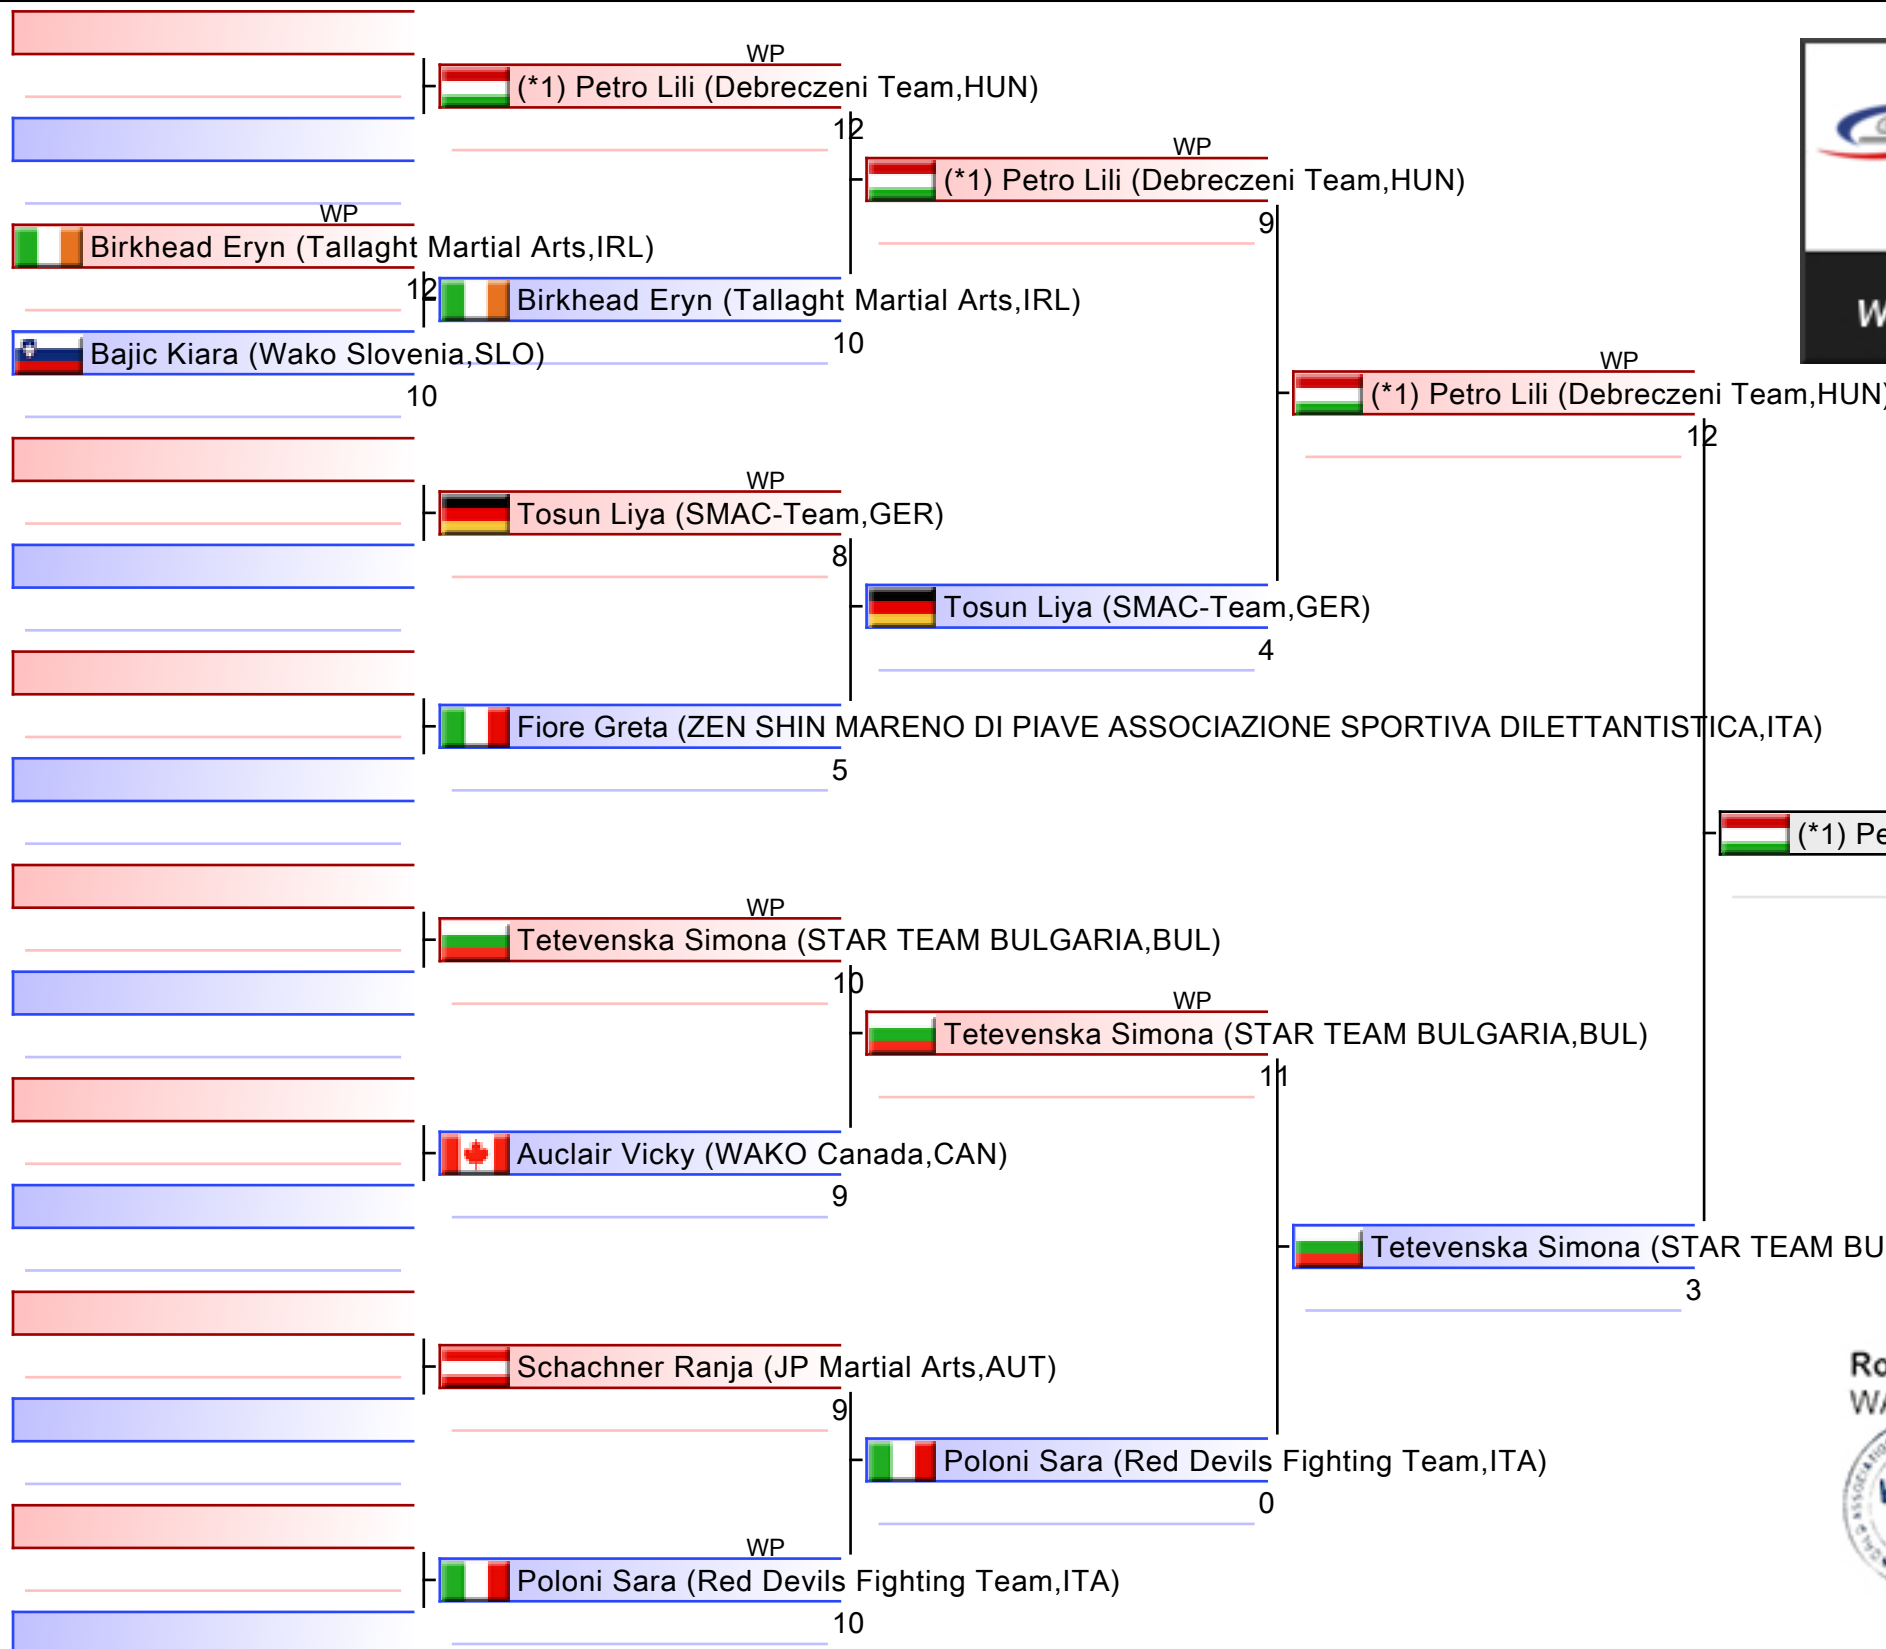 WP
(*1) Petro Lili (Debreczeni Team,HUN)
12
WP
(*1) Petro Lili (Debreczeni Team,HUN)
9
WP
Birkhead Eryn (Tallaght Martial Arts,IRL)
12
Birkhead Eryn (Tallaght Martial Arts,IRL)
10
Bajic Kiara (Wako Slovenia,SLO)
10
WP
(*1) Petro Lili (Debreczeni Team,HUN)
12
WP
Tosun Liya (SMAC-Team,GER)
8
Tosun Liya (SMAC-Team,GER)
4
Fiore Greta (ZEN SHIN MARENO DI PIAVE ASSOCIAZIONE SPORTIVA DILETTANTISTICA,ITA)
5
(*1) Pe
WP
Tetevenska Simona (STAR TEAM BULGARIA,BUL)
10
WP
Tetevenska Simona (STAR TEAM BULGARIA,BUL)
11
Auclair Vicky (WAKO Canada,CAN)
9
Tetevenska Simona (STAR TEAM BU
3
Schachner Ranja (JP Martial Arts,AUT)
9
Poloni Sara (Red Devils Fighting Team,ITA)
0
WP
Poloni Sara (Red Devils Fighting Team,ITA)
10
W
Ro
WA